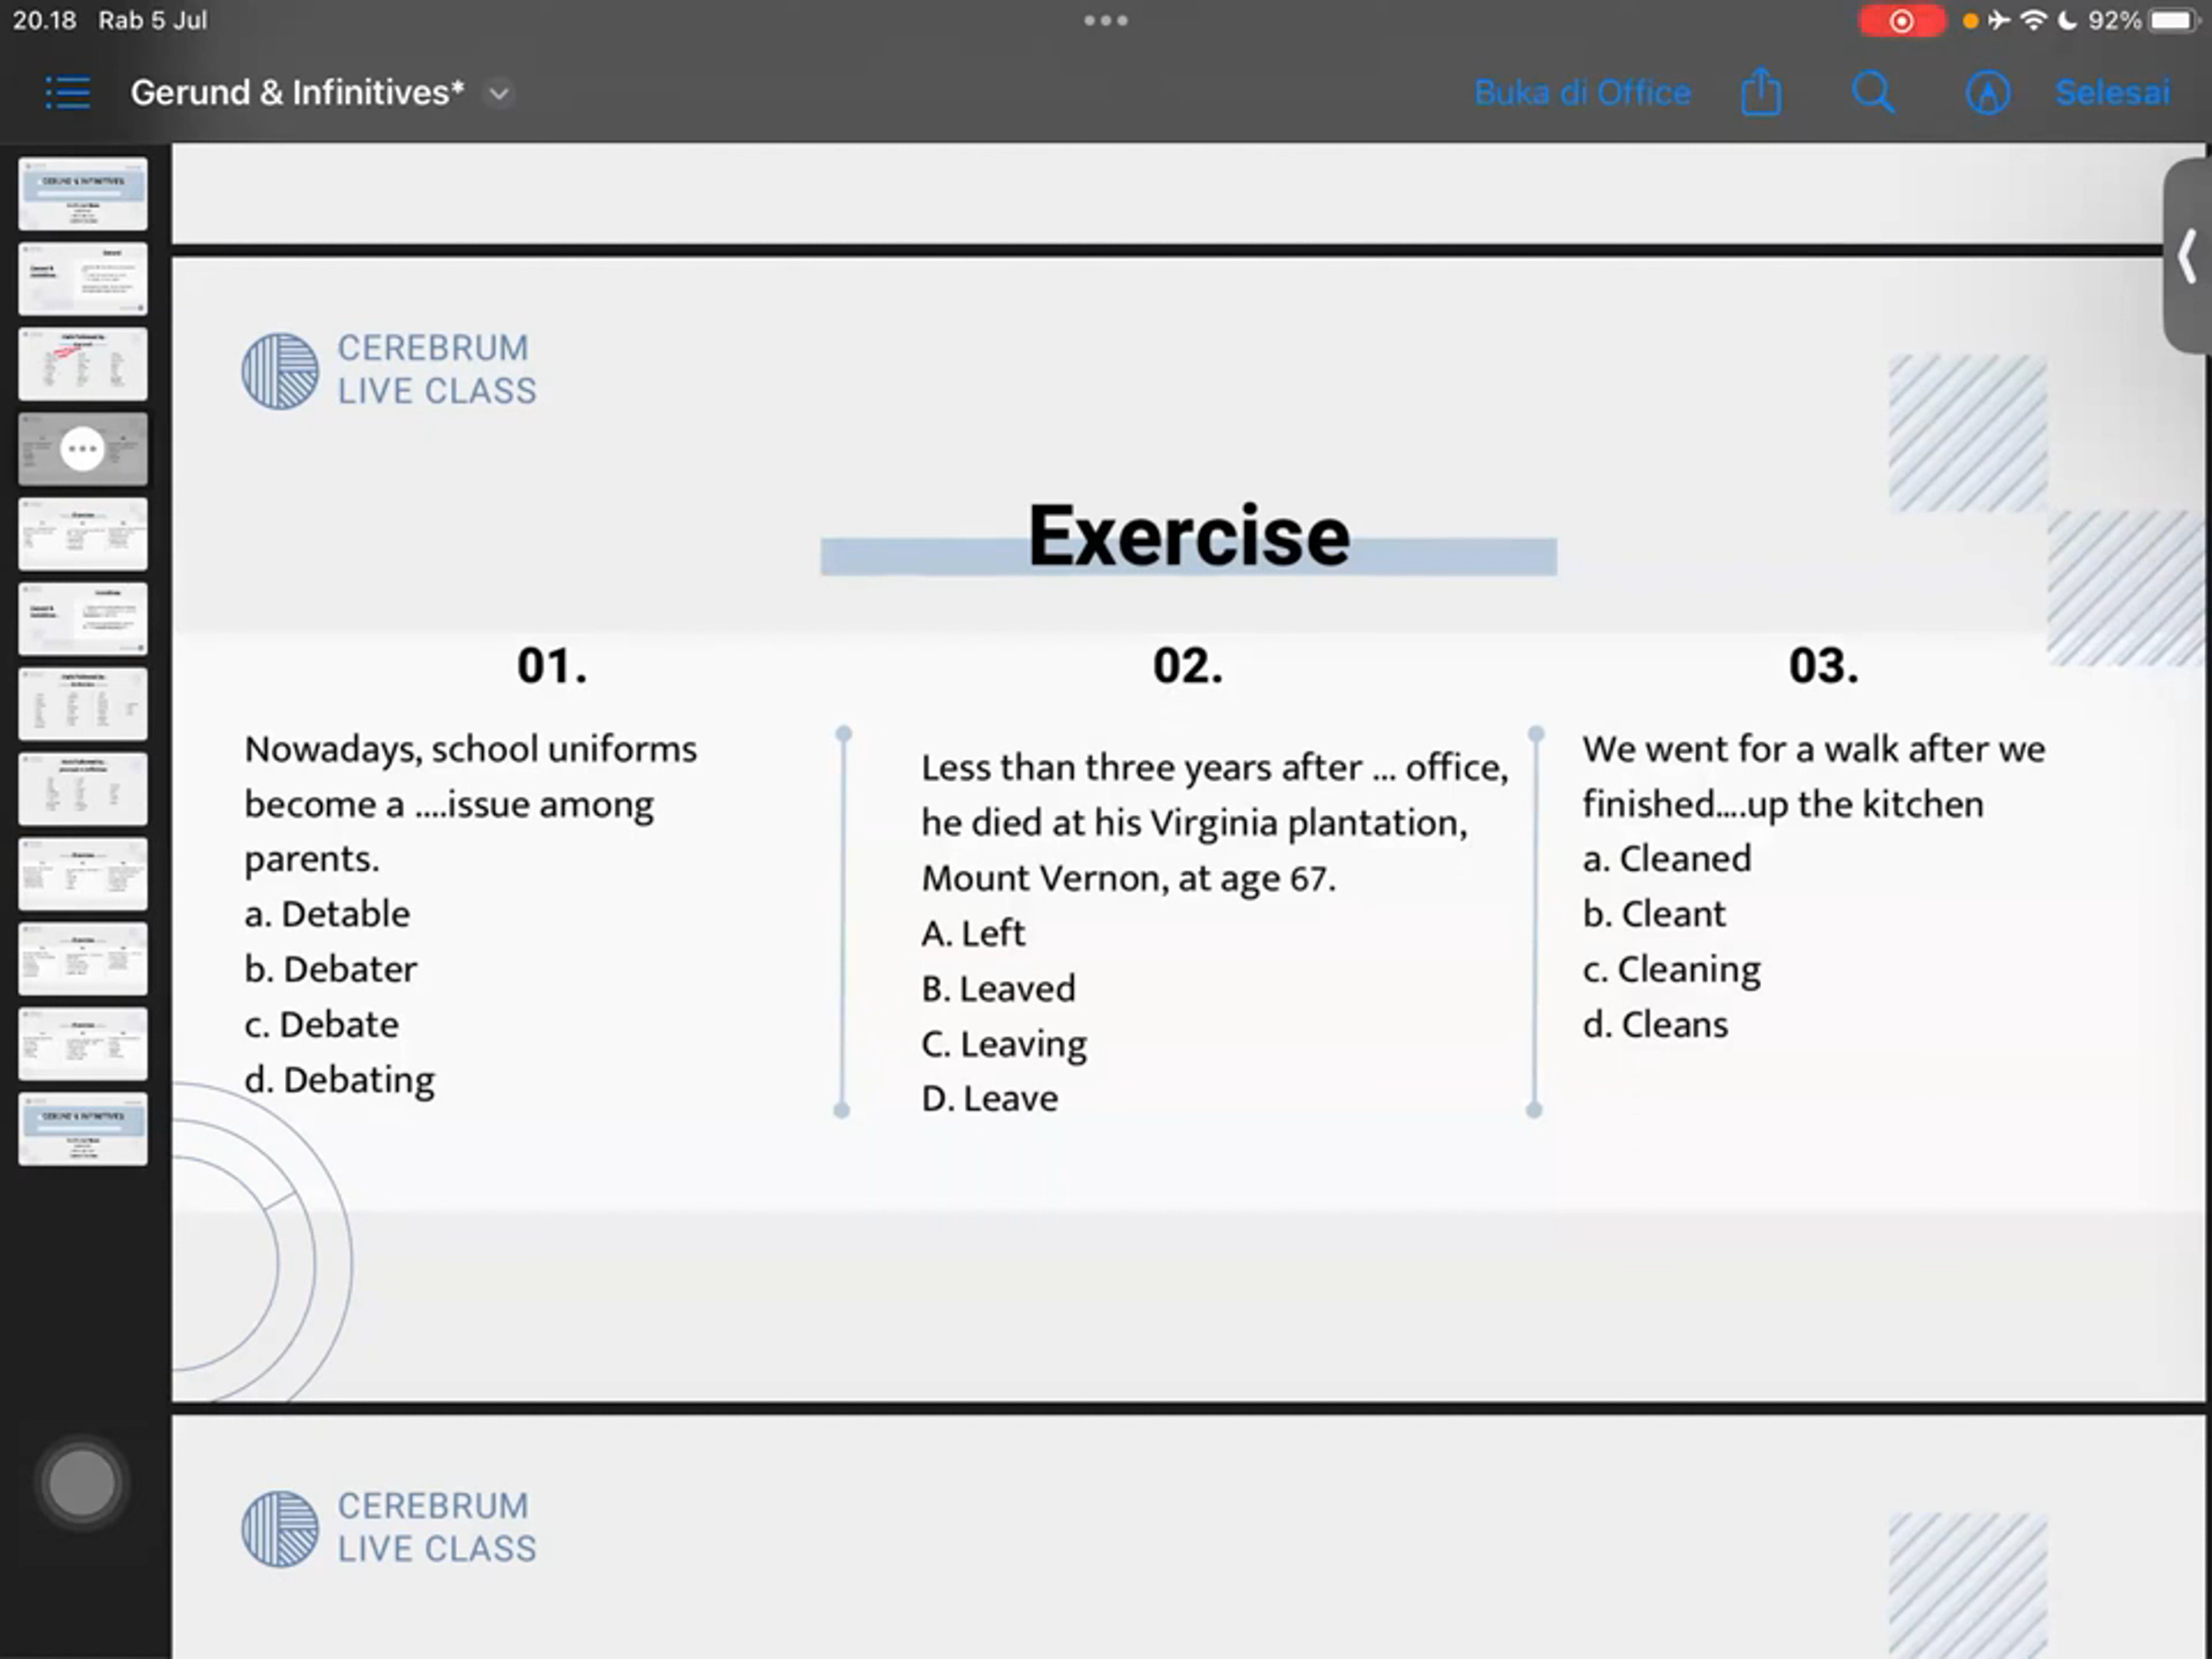 20.18 Rab 5 Jul
92%
Gerund & Infinitives*
Buka di Office
Selesai
CEREBRUM
LIVE CLASS
Exercise
01.
Nowadays, school uniforms
become a ....issue among
parents.
a. Detable
b. Debater
c. Debate
d. Debating
02.
Less than three years after ... office,
he died at his Virginia plantation,
Mount Vernon, at age 67.
A. Left
B. Leaved
C. Leaving
D. Leave
03.
We went for a walk after we
finished....up the kitchen
a. Cleaned
b. Cleant
c. Cleaning
d. Cleans
CEREBRUM
LIVE CLASS